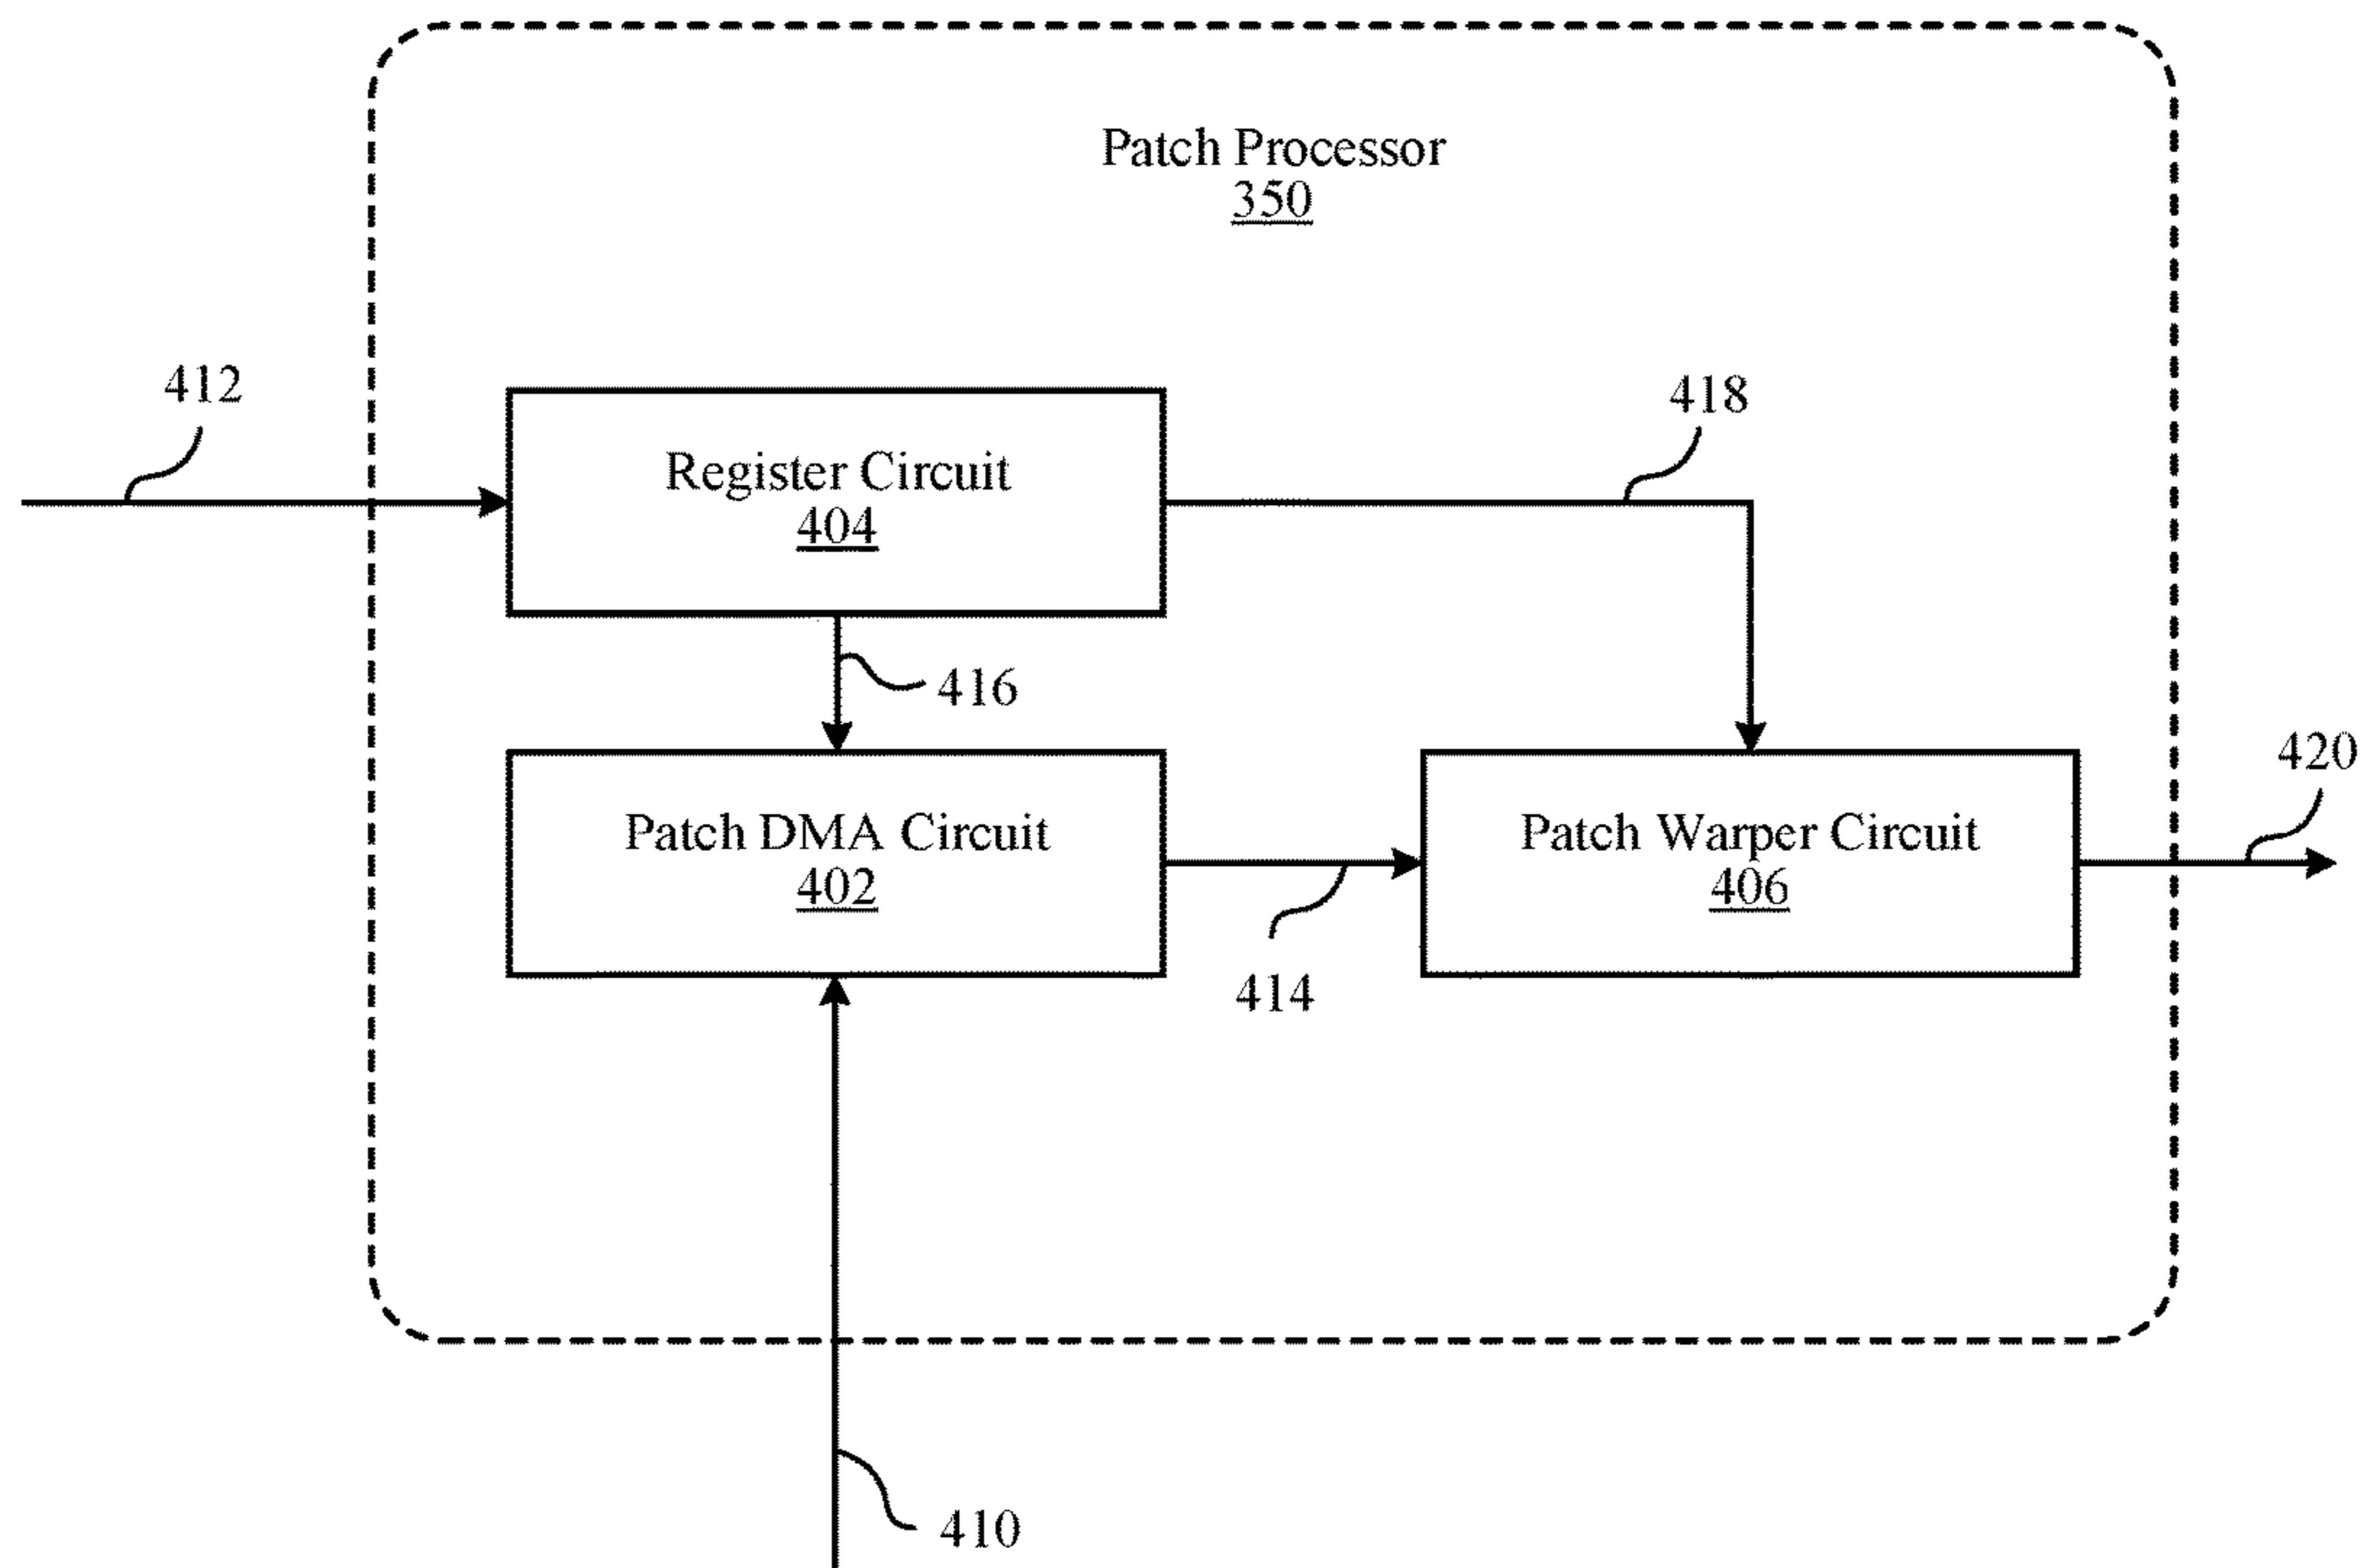 Patch Processor
350
412
418
Register Circuit
404
416
420
Patch DMA Circuit
402
Patch Warper Circuit
406
414
410